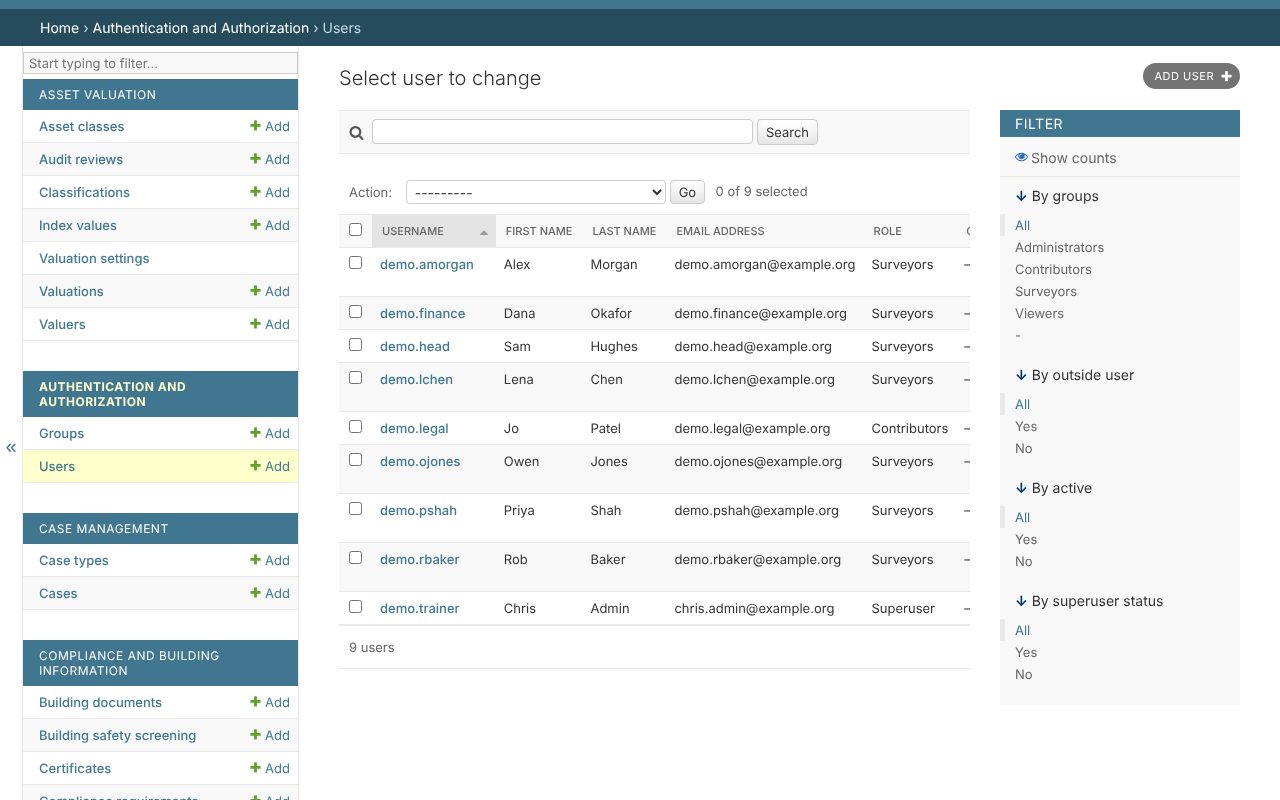 Home › Authentication and Authorization › Users
Start typing to filter...
ASSET VALUATION
Asset classes Add
Audit reviews Add
Classifications Add
Index values Add
Valuation settings
Valuations Add
Valuers Add
AUTHENTICATION AND
AUTHORIZATION
Groups Add
Users Add
CASE MANAGEMENT
Case types Add
Cases Add
COMPLIANCE AND BUILDING
INFORMATION
Building documents Add
Building safety screening Add
Certificates Add
Compliance requirements Add
«
Select user to change
ADD USER
Search
Action: --------- Go 0 of 9 selected
USERNAME FIRST NAME LAST NAME EMAIL ADDRESS ROLE
demo.amorgan Alex Morgan demo.amorgan@example.org Surveyors –
demo.finance Dana Okafor demo.finance@example.org Surveyors –
demo.head Sam Hughes demo.head@example.org Surveyors –
demo.lchen Lena Chen demo.lchen@example.org Surveyors –
demo.legal Jo Patel demo.legal@example.org Contributors –
demo.ojones Owen Jones demo.ojones@example.org Surveyors –
demo.pshah Priya Shah demo.pshah@example.org Surveyors –
demo.rbaker Rob Baker demo.rbaker@example.org Surveyors –
demo.trainer Chris Admin chris.admin@example.org Superuser –
9 users
FILTER
Show counts
By groups
All
Administrators
Contributors
Surveyors
Viewers
-
By outside user
All
Yes
No
By active
All
Yes
No
By superuser status
All
Yes
No